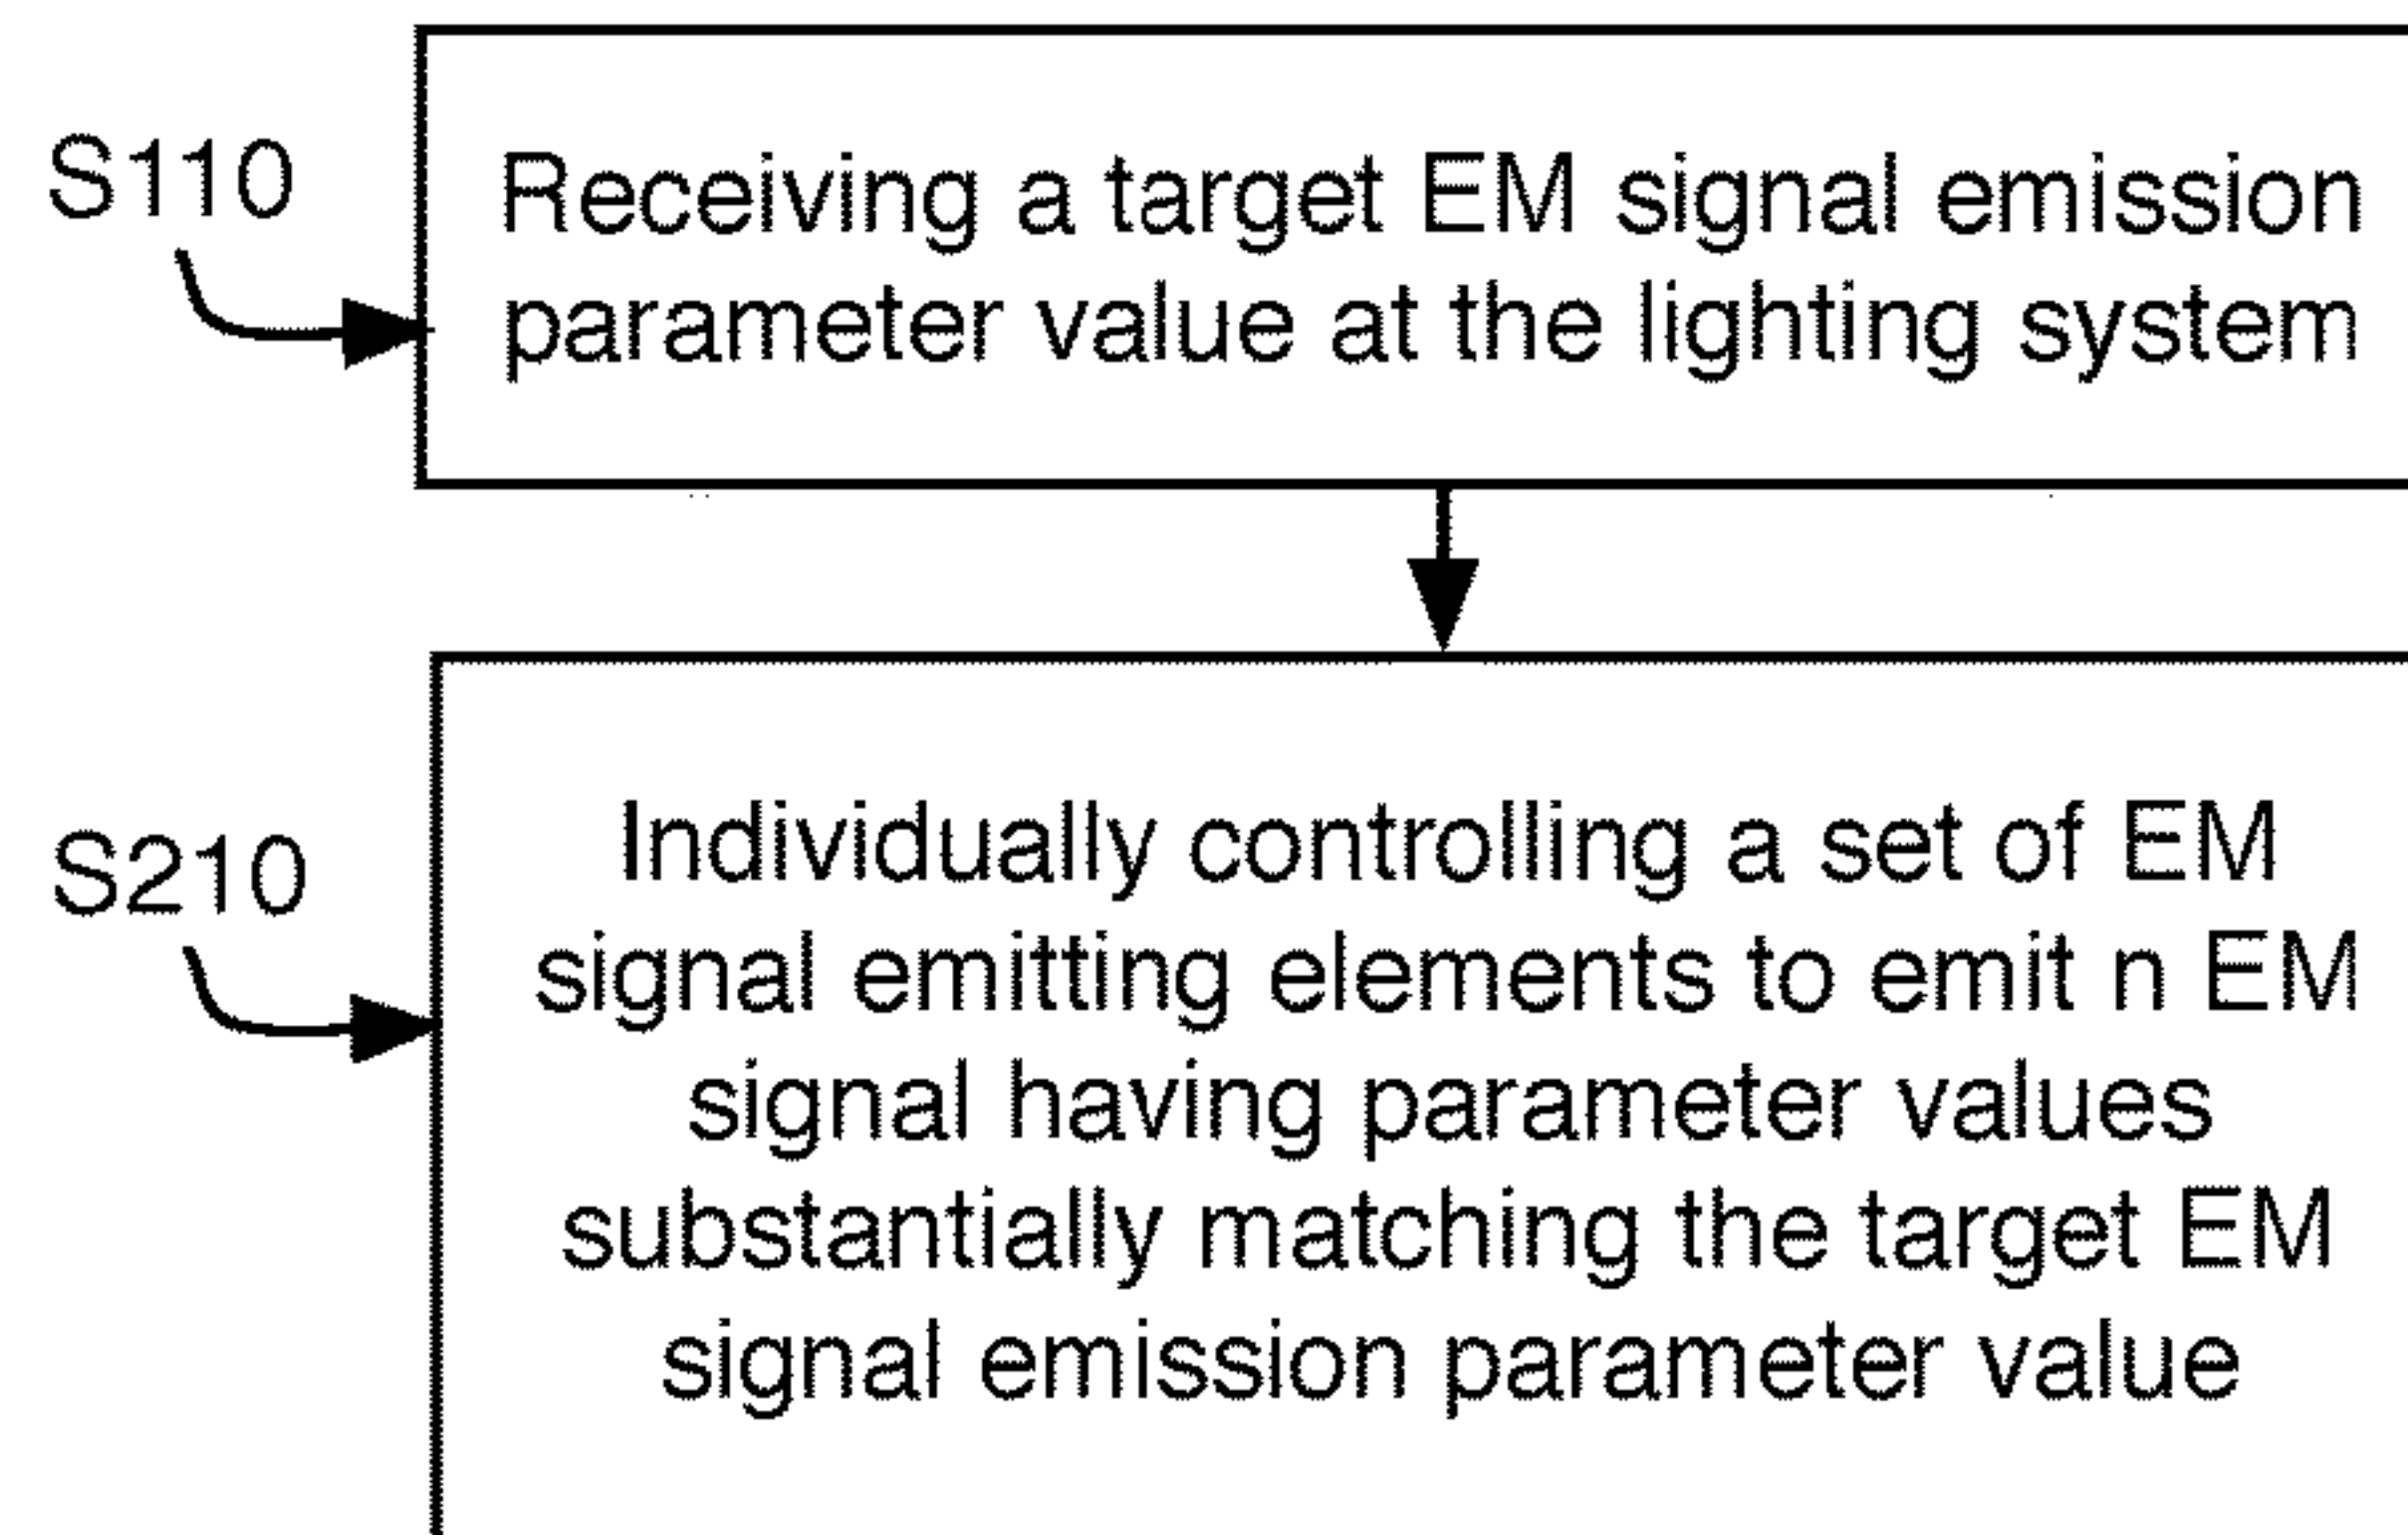 S110
Receiving a target EM signal emission
parameter value at the lighting system
S210
Individually controlling a set of EM
signal emitting elements to emit n EM
signal having parameter values
substantially matching the target EM
signal emission parameter value